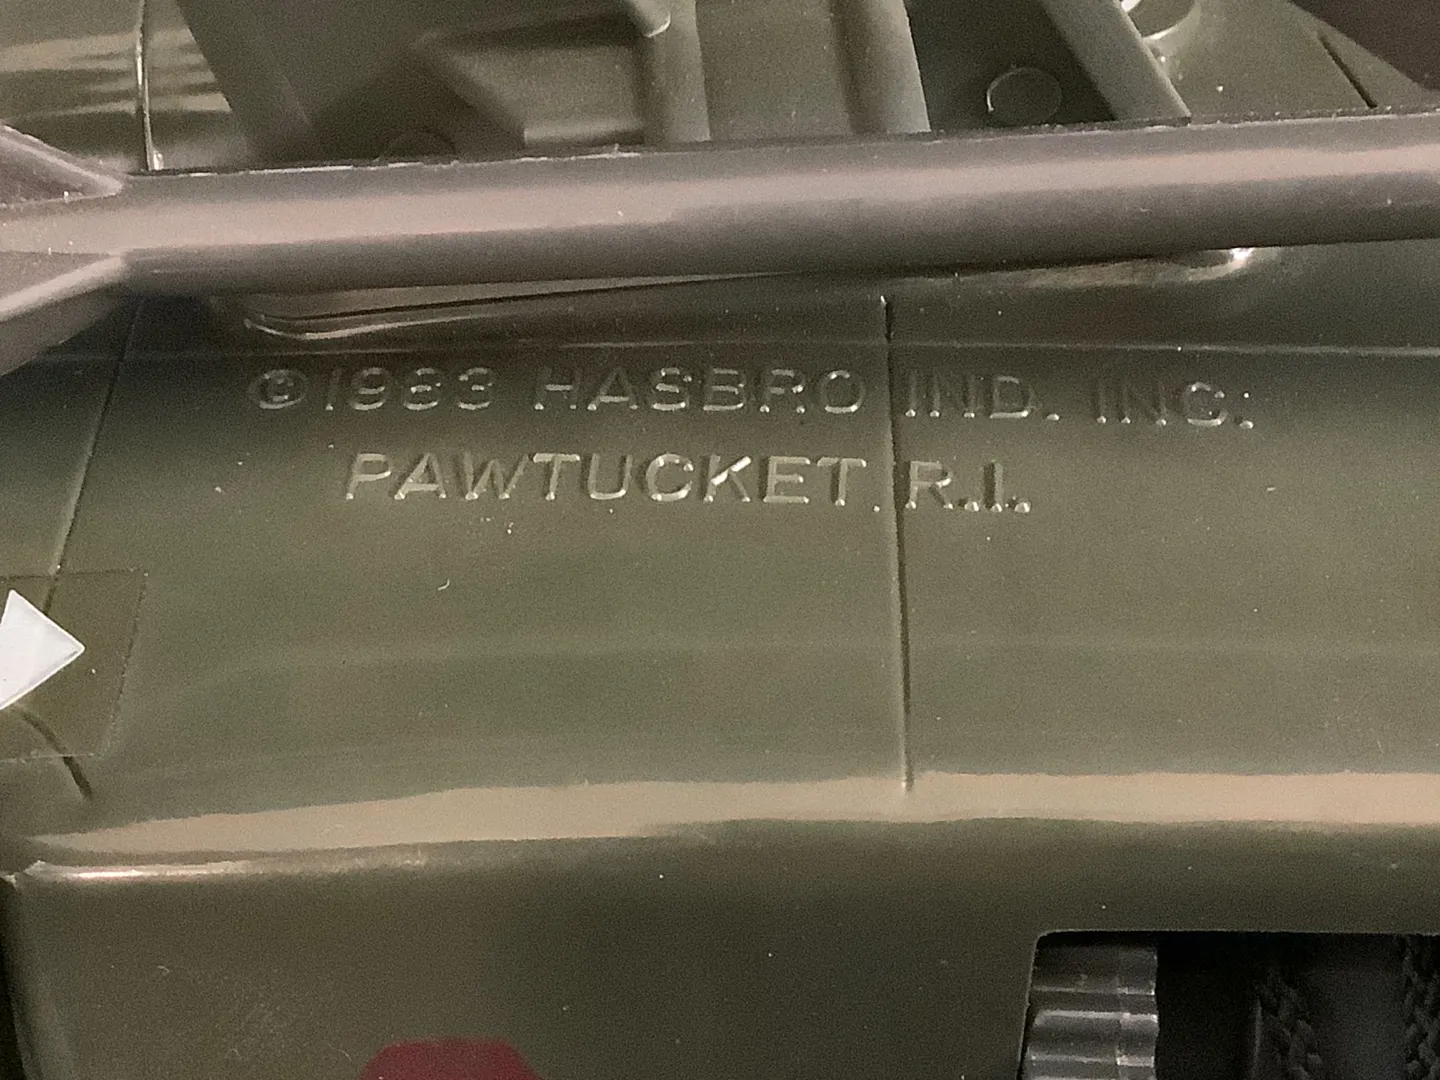 ©1983 HASBRO IND. INC.
PAWTUCKET, R.I.